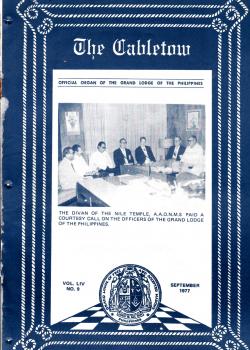 The Cabletow
OFFICIAL ORGAN OF THE GRAND LODGE OF THE PHILIPPINES
THE DIVAN OF THE NILE TEMPLE, A.A.O.N.M.S PAID A
COURTESY CALL ON THE OFFICERS OF THE GRAND LODGE
OF THE PHILIPPINES.
VOL. LIV
NO. 9
SEPTEMBER
1977